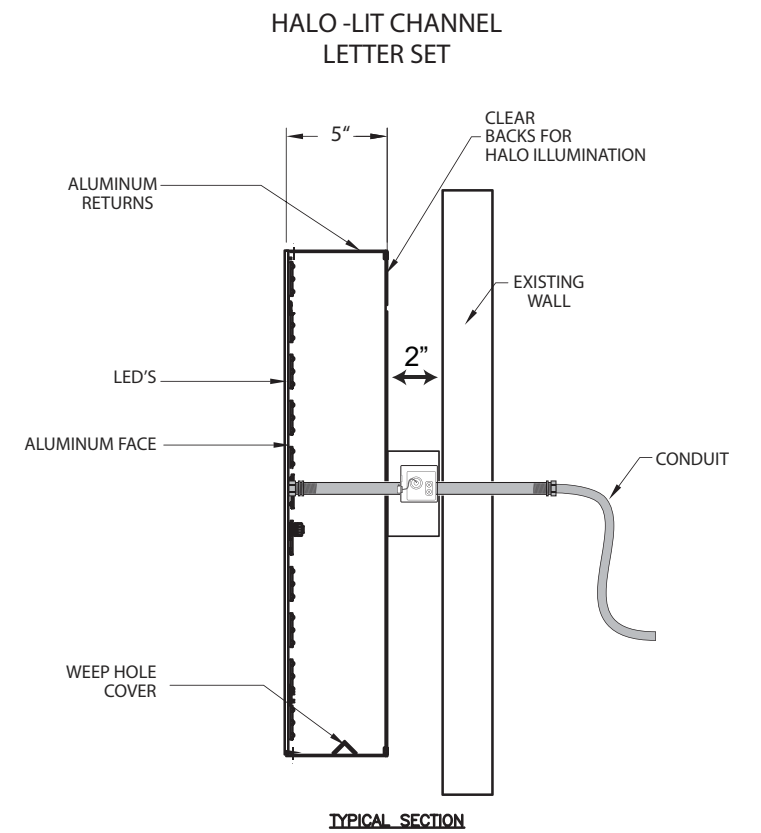 HALO -LIT CHANNEL
LETTER SET
5“
CLEAR
BACKS FOR
HALO ILLUMINATION
ALUMINUM
RETURNS
EXISTING
WALL
2”
LED'S
ALUMINUM FACE
CONDUIT
WEEP HOLE
COVER
TYPICAL SECTION